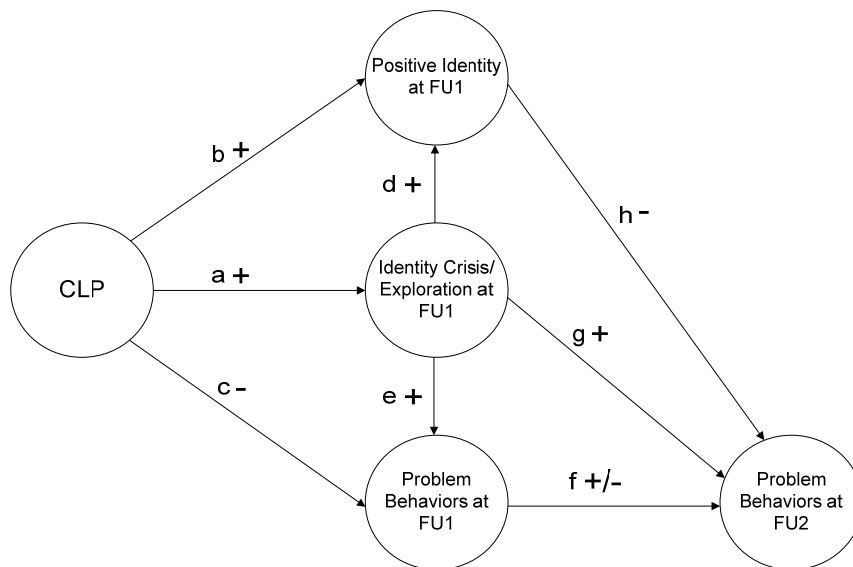 Positive Identity
at FU1
b +
d +
h -
CLP
a +
Identity Crisis/
Exploration at
FU1
g +
c -
e +
Problem
Behaviors at
FU1
f +/-
Problem
Behaviors at
FU2